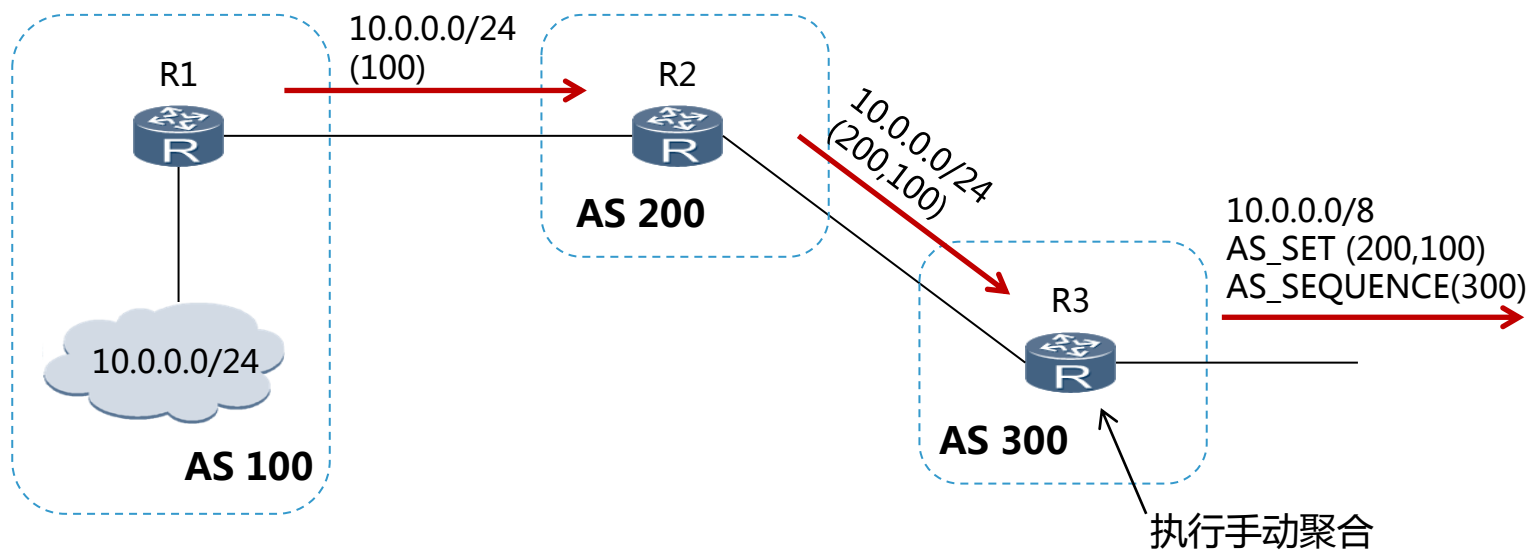 10.0.0.0/24
(100)
R1
R2
R
R
10.0.0.0/24
(200,100)
AS 200
10.0.0.0/8
AS_SET (200,100)
AS_SEQUENCE(300)
R3
R
10.0.0.0/24
AS 300
AS 100
执行手动聚合